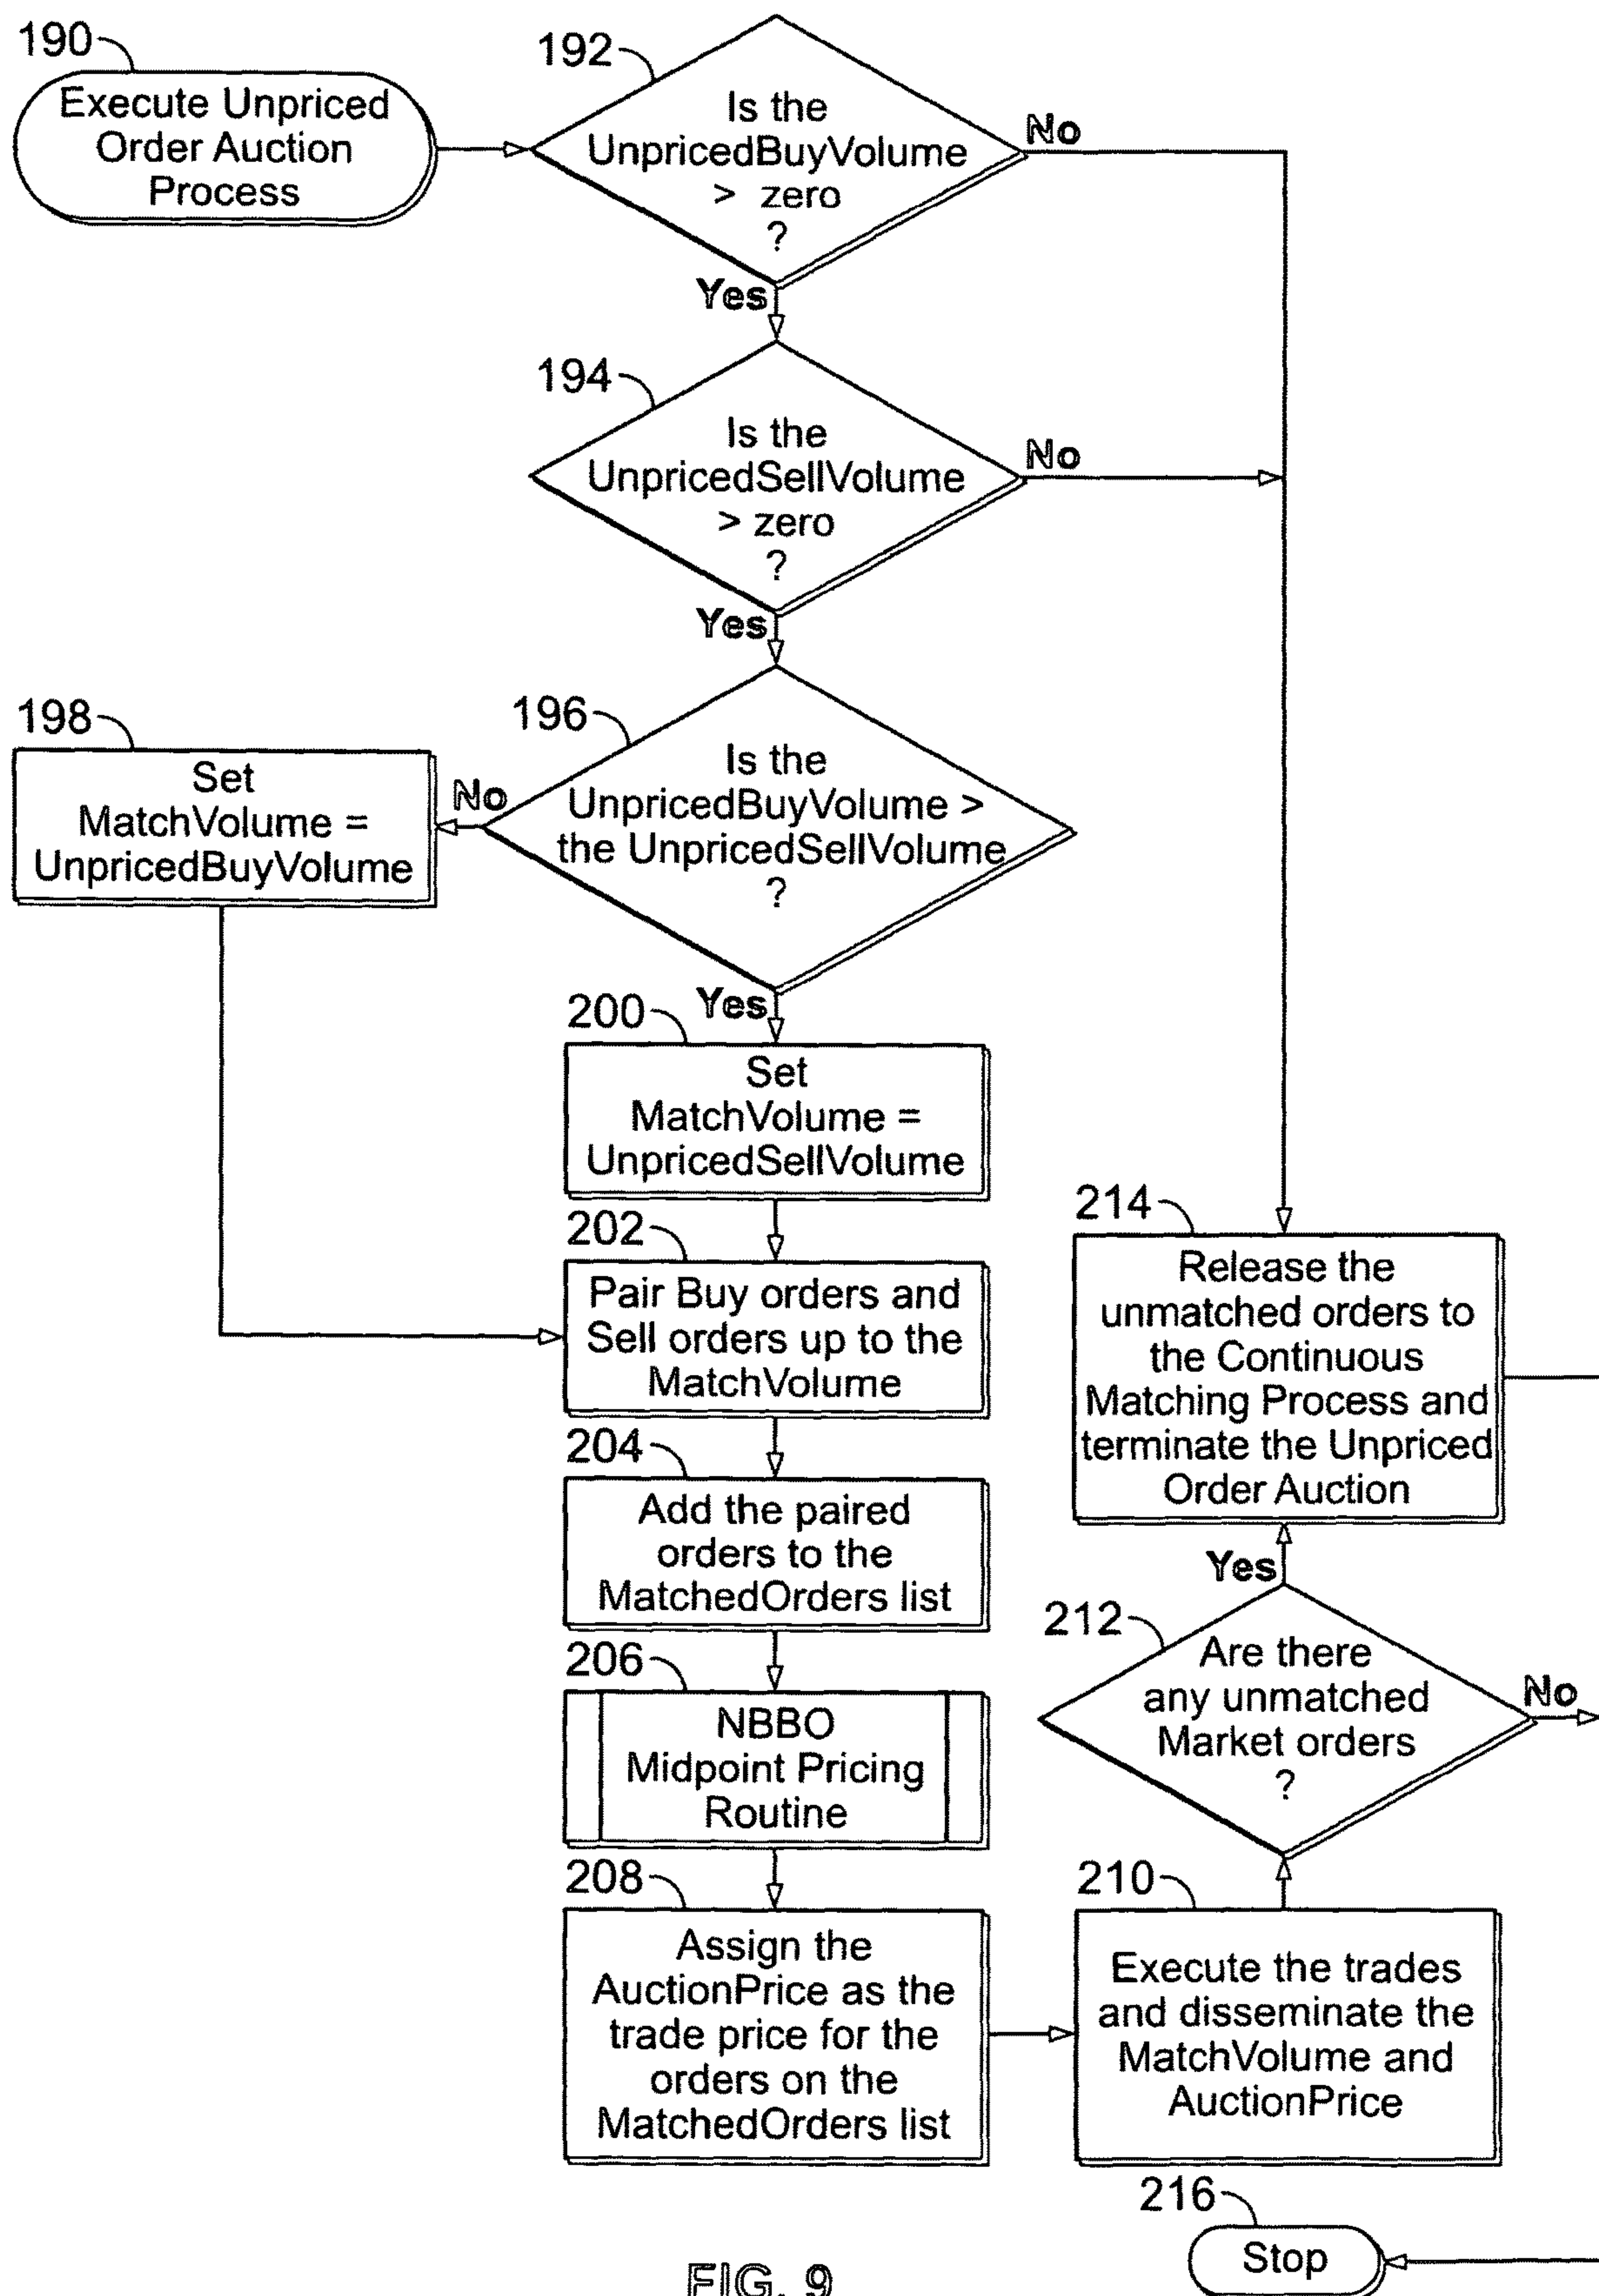 190
Execute Unpriced
Order Auction
Process
192
Is the
UnpricedBuyVolume
> zero
?
No
Yes
194
Is the
UnpricedSellVolume
> zero
?
No
Yes
196
Is the
UnpricedBuyVolume >
the UnpricedSellVolume
?
No
Yes
198
Set
MatchVolume =
UnpricedBuyVolume
200
Set
MatchVolume =
UnpricedSellVolume
202
Pair Buy orders and
Sell orders up to the
MatchVolume
204
Add the paired
orders to the
MatchedOrders list
206
NBBO
Midpoint Pricing
Routine
208
Assign the
AuctionPrice as the
trade price for the
orders on the
MatchedOrders list
210
Execute the trades
and disseminate the
MatchVolume and
AuctionPrice
212
Are there
any unmatched
Market orders
?
Yes
No
214
Release the
unmatched orders to
the Continuous
Matching Process and
terminate the Unpriced
Order Auction
216
Stop
FIG. 9